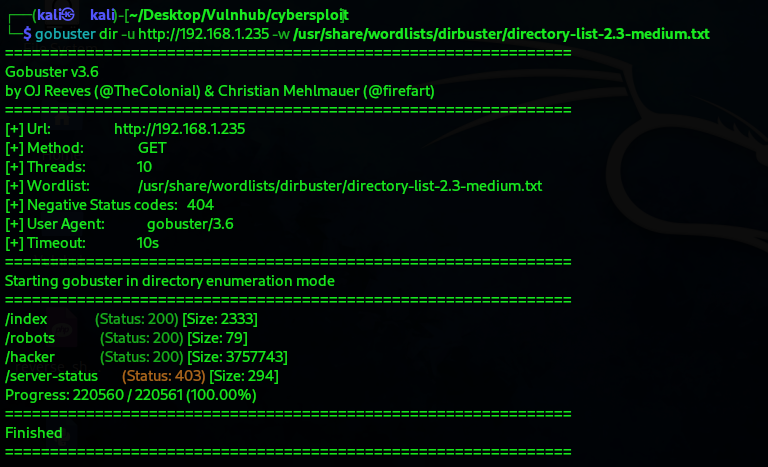 ┌──(kali㉿kali)-[~/Desktop/Vulnhub/cybersploit]
└─$ gobuster dir -u http://192.168.1.235 -w /usr/share/wordlists/dirbuster/directory-list-2.3-medium.txt
===============================================================
Gobuster v3.6
by OJ Reeves (@TheColonial) & Christian Mehlmauer (@firefart)
===============================================================
[+] Url: http://192.168.1.235
[+] Method: GET
[+] Threads: 10
[+] Wordlist: /usr/share/wordlists/dirbuster/directory-list-2.3-medium.txt
[+] Negative Status codes: 404
[+] User Agent: gobuster/3.6
[+] Timeout: 10s
===============================================================
Starting gobuster in directory enumeration mode
===============================================================
/index (Status: 200) [Size: 2333]
/robots (Status: 200) [Size: 79]
/hacker (Status: 200) [Size: 3757743]
/server-status (Status: 403) [Size: 294]
Progress: 220560 / 220561 (100.00%)
===============================================================
Finished
===============================================================